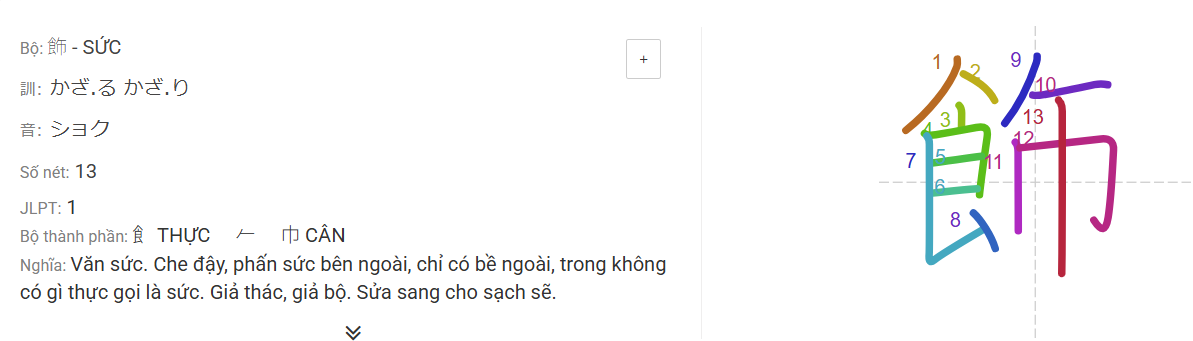 Bộ: 飾 - SỨC
+
訓: かざ.る かざ.り
音: ショク
Số nét: 13
JLPT: 1
Bộ thành phần: 飠 THỰC 𠂉 巾 CÂN
Nghĩa: Văn sức. Che đậy, phấn sức bên ngoài, chỉ có bề ngoài, trong không
có gì thực gọi là sức. Giả thác, giả bộ. Sửa sang cho sạch sẽ.
飾
1
2
3
4
5
6
7
8
9
10
11
12
13